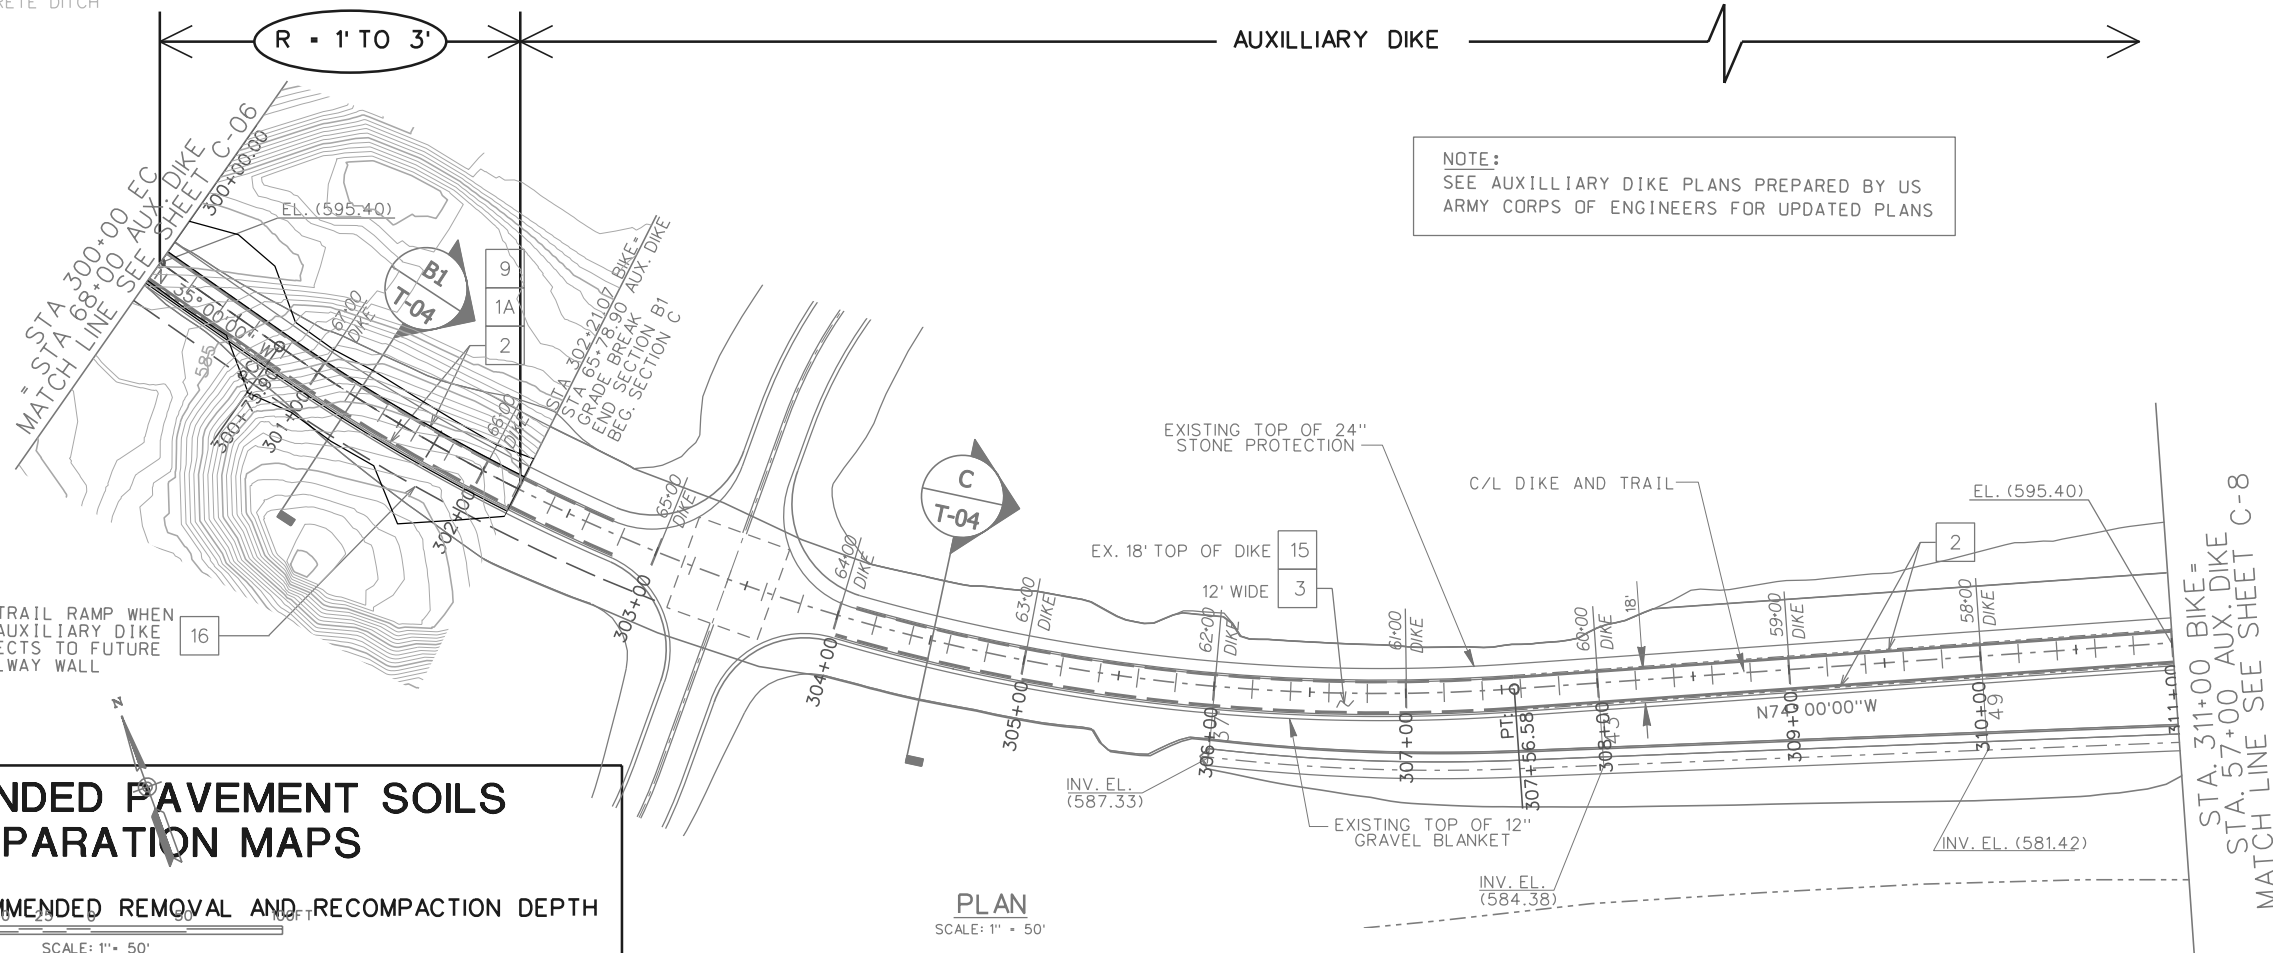 RETE DITCH
R = 1' TO 3'
AUXILLIARY DIKE
NOTE:
SEE AUXILLIARY DIKE PLANS PREPARED BY US
ARMY CORPS OF ENGINEERS FOR UPDATED PLANS
STA 300+00 EC
= STA 68+00 AUX. DIKE
MATCH LINE SEE SHEET C-06
300+00.00
EL. (595.40)
B1
T-04
9
1A
2
STA 302+21.07 BIKE=
STA 65+78.90 AUX. DIKE
GRADE BREAK
END SECTION B1
BEG. SECTION C
35°00'00" W
585
67+00
DIKE
301+00
66+00
DIKE
302+00
65+00
DIKE
303+00
64+00
DIKE
304+00
C
T-04
EXISTING TOP OF 24"
STONE PROTECTION
C/L DIKE AND TRAIL
EL. (595.40)
EX. 18' TOP OF DIKE 15
12' WIDE 3
2
63+00
DIKE
305+00
62+00
DIKE
306+00
37
61+00
DIKE
307+00
PT:
307+56.58
60+00
DIKE
18'
308+00
43
59+00
DIKE
309+00
58+00
DIKE
310+00
49
311+00
TRAIL RAMP WHEN
AUXILIARY DIKE
ECTS TO FUTURE
LWAY WALL
16
N
INV. EL.
(587.33)
EXISTING TOP OF 12"
GRAVEL BLANKET
INV. EL.
(584.38)
INV. EL. (581.42)
STA. 311+00 BIKE=
STA. 57+00 AUX. DIKE
MATCH LINE SEE SHEET C-8
NDED PAVEMENT SOILS
PARATION MAPS
MMENDED REMOVAL AND RECOMPACTION DEPTH
25 0 50 100FT
SCALE: 1"= 50'
PLAN
SCALE: 1" = 50'